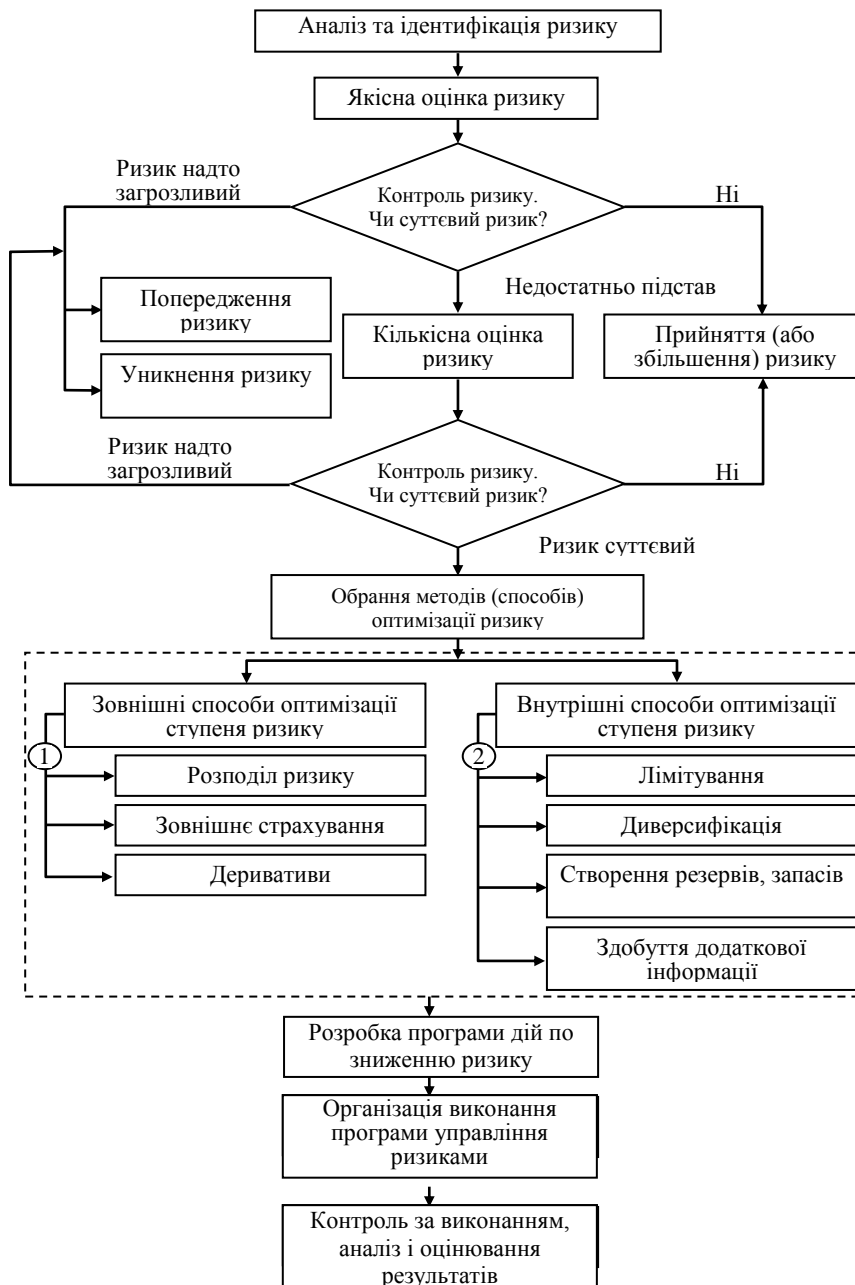 Аналіз та ідентифікація ризику
Якісна оцінка ризику
Ризик надто
загрозливий
Контроль ризику.
Чи суттєвий ризик?
Ні
Недостатньо підстав
Попередження
ризику
Уникнення ризику
Кількісна оцінка
ризику
Прийняття (або
збільшення) ризику
Ризик надто
загрозливий
Контроль ризику.
Чи суттєвий ризик?
Ні
Ризик суттєвий
Обрання методів (способів)
оптимізації ризику
Зовнішні способи оптимізації
ступеня ризику
1
Розподіл ризику
Зовнішнє страхування
Деривативи
Внутрішні способи оптимізації
ступеня ризику
2
Лімітування
Диверсифікація
Створення резервів, запасів
Здобуття додаткової
інформації
Розробка програми дій по
зниженню ризику
Організація виконання
програми управління
ризиками
Контроль за виконанням,
аналіз і оцінювання
результатів